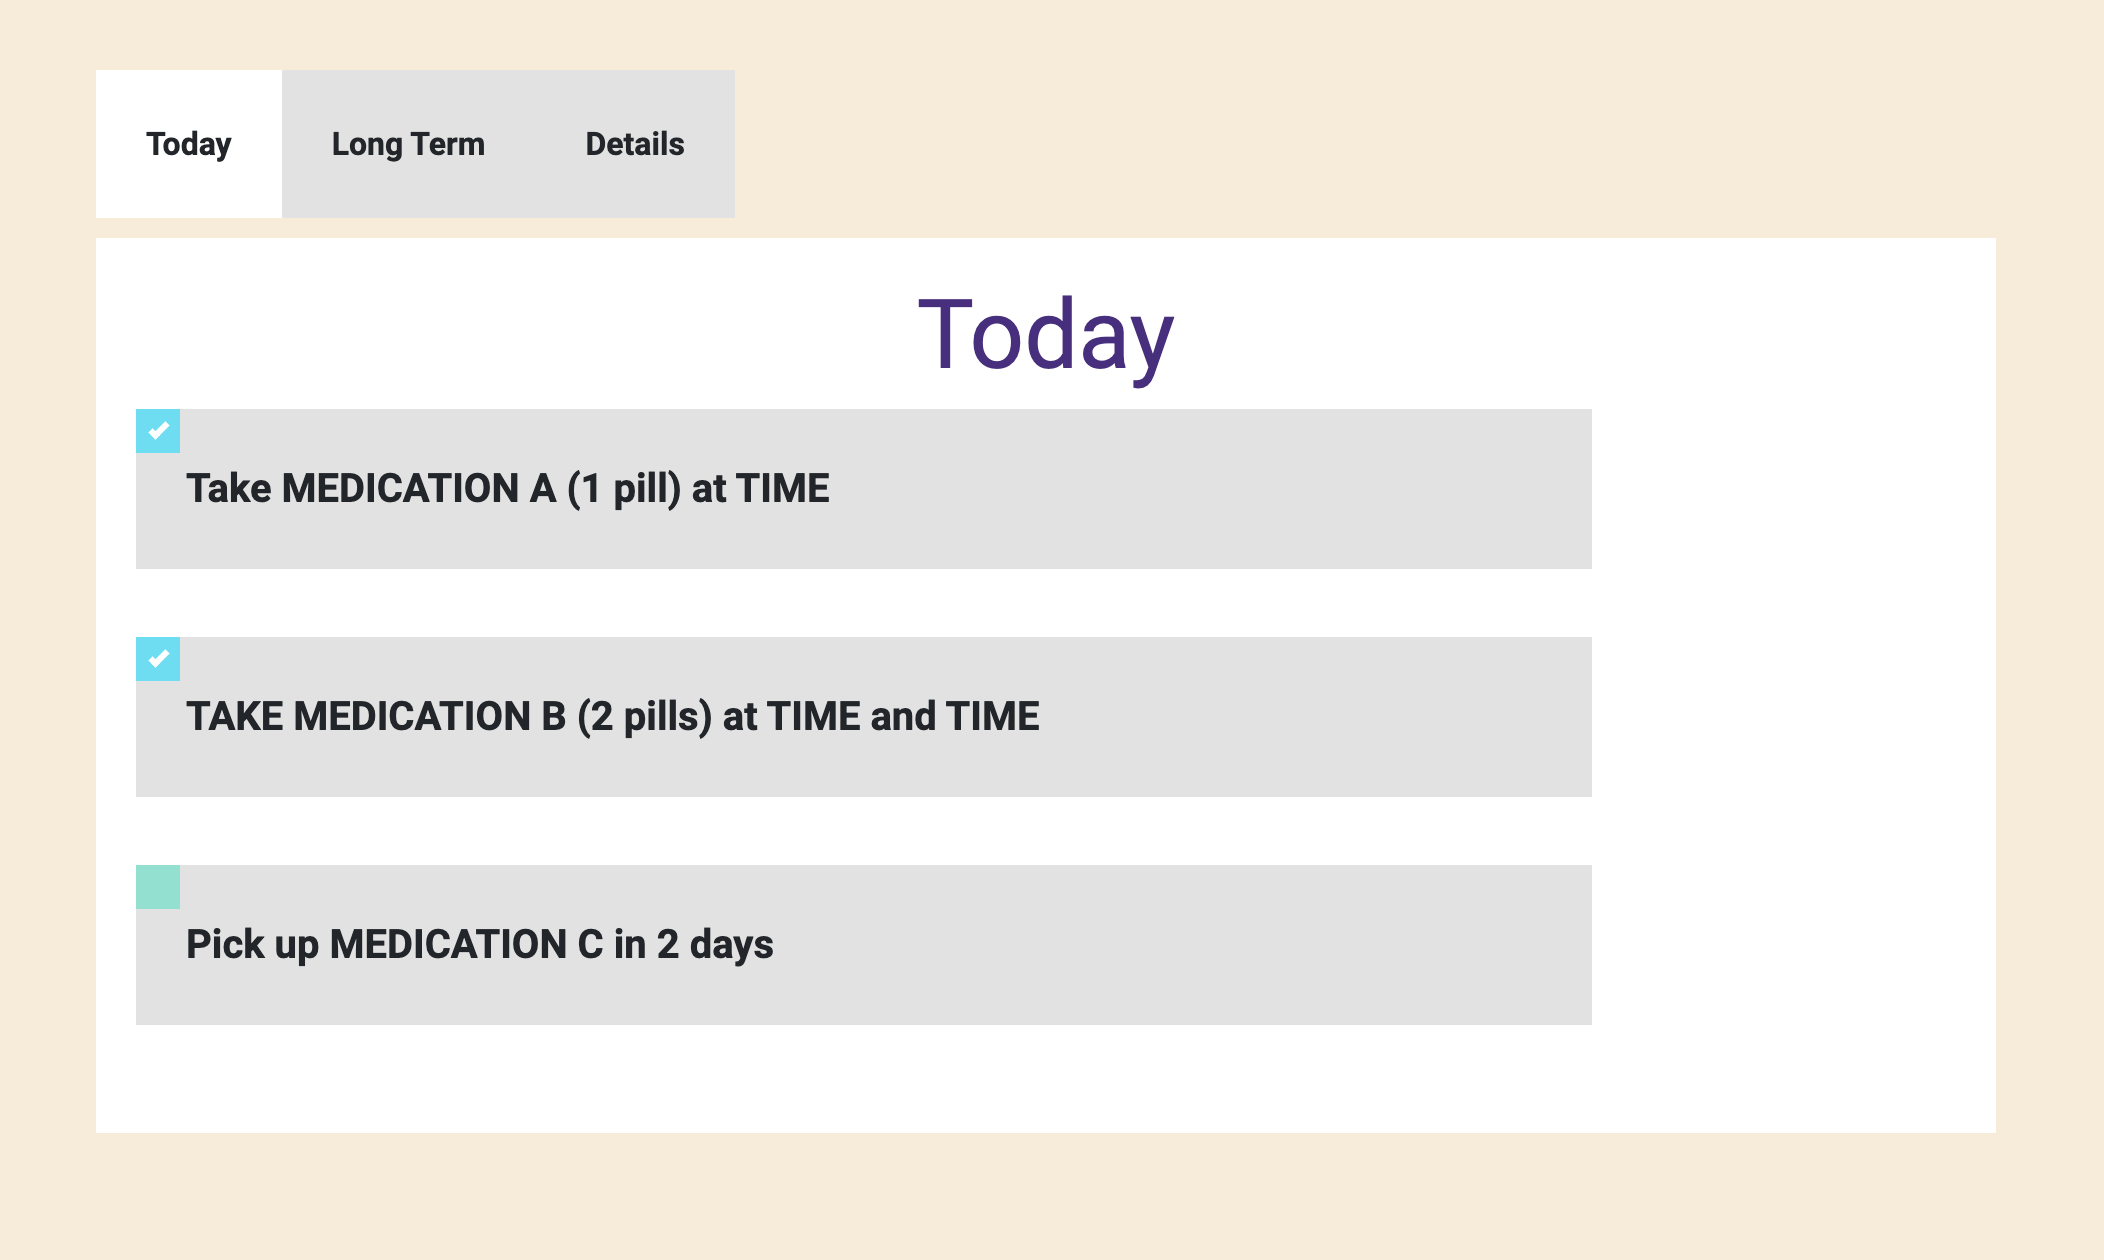 Today Long Term Details
Today
Take MEDICATION A (1 pill) at TIME
TAKE MEDICATION B (2 pills) at TIME and TIME
Pick up MEDICATION C in 2 days